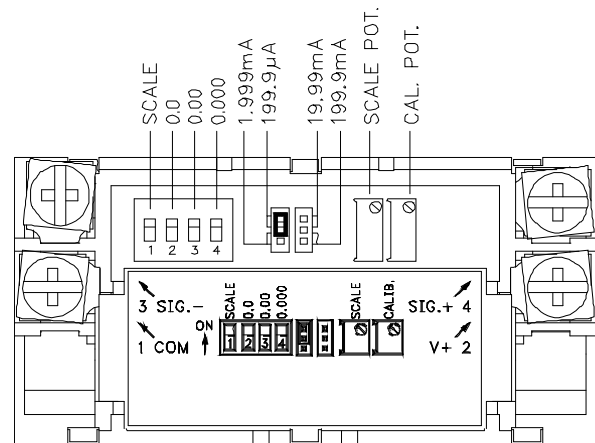 SCALE
0.0
0.00
0.000
1.999mA
199.9µA
19.99mA
199.9mA
SCALE POT.
CAL. POT.
1 2 3 4
3 SIG.-
1 COM
ON
SCALE
0.0
0.00
0.000
1 2 3 4
SCALE
CALIB.
SIG.+ 4
V+ 2